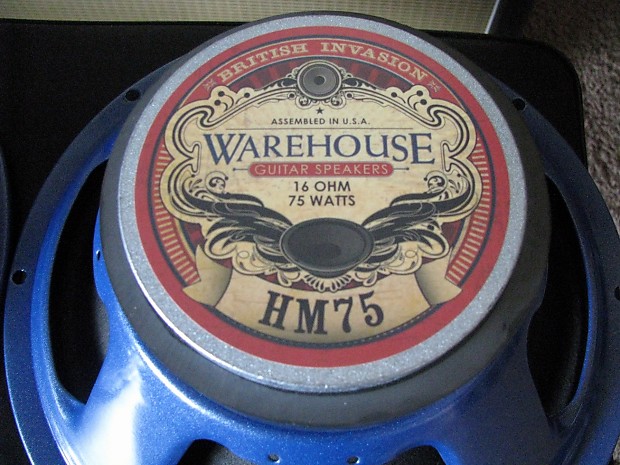 BRITISH INVASION
ASSEMBLED IN U.S.A.
WAREHOUSE
GUITAR SPEAKERS
16 OHM
75 WATTS
HM75